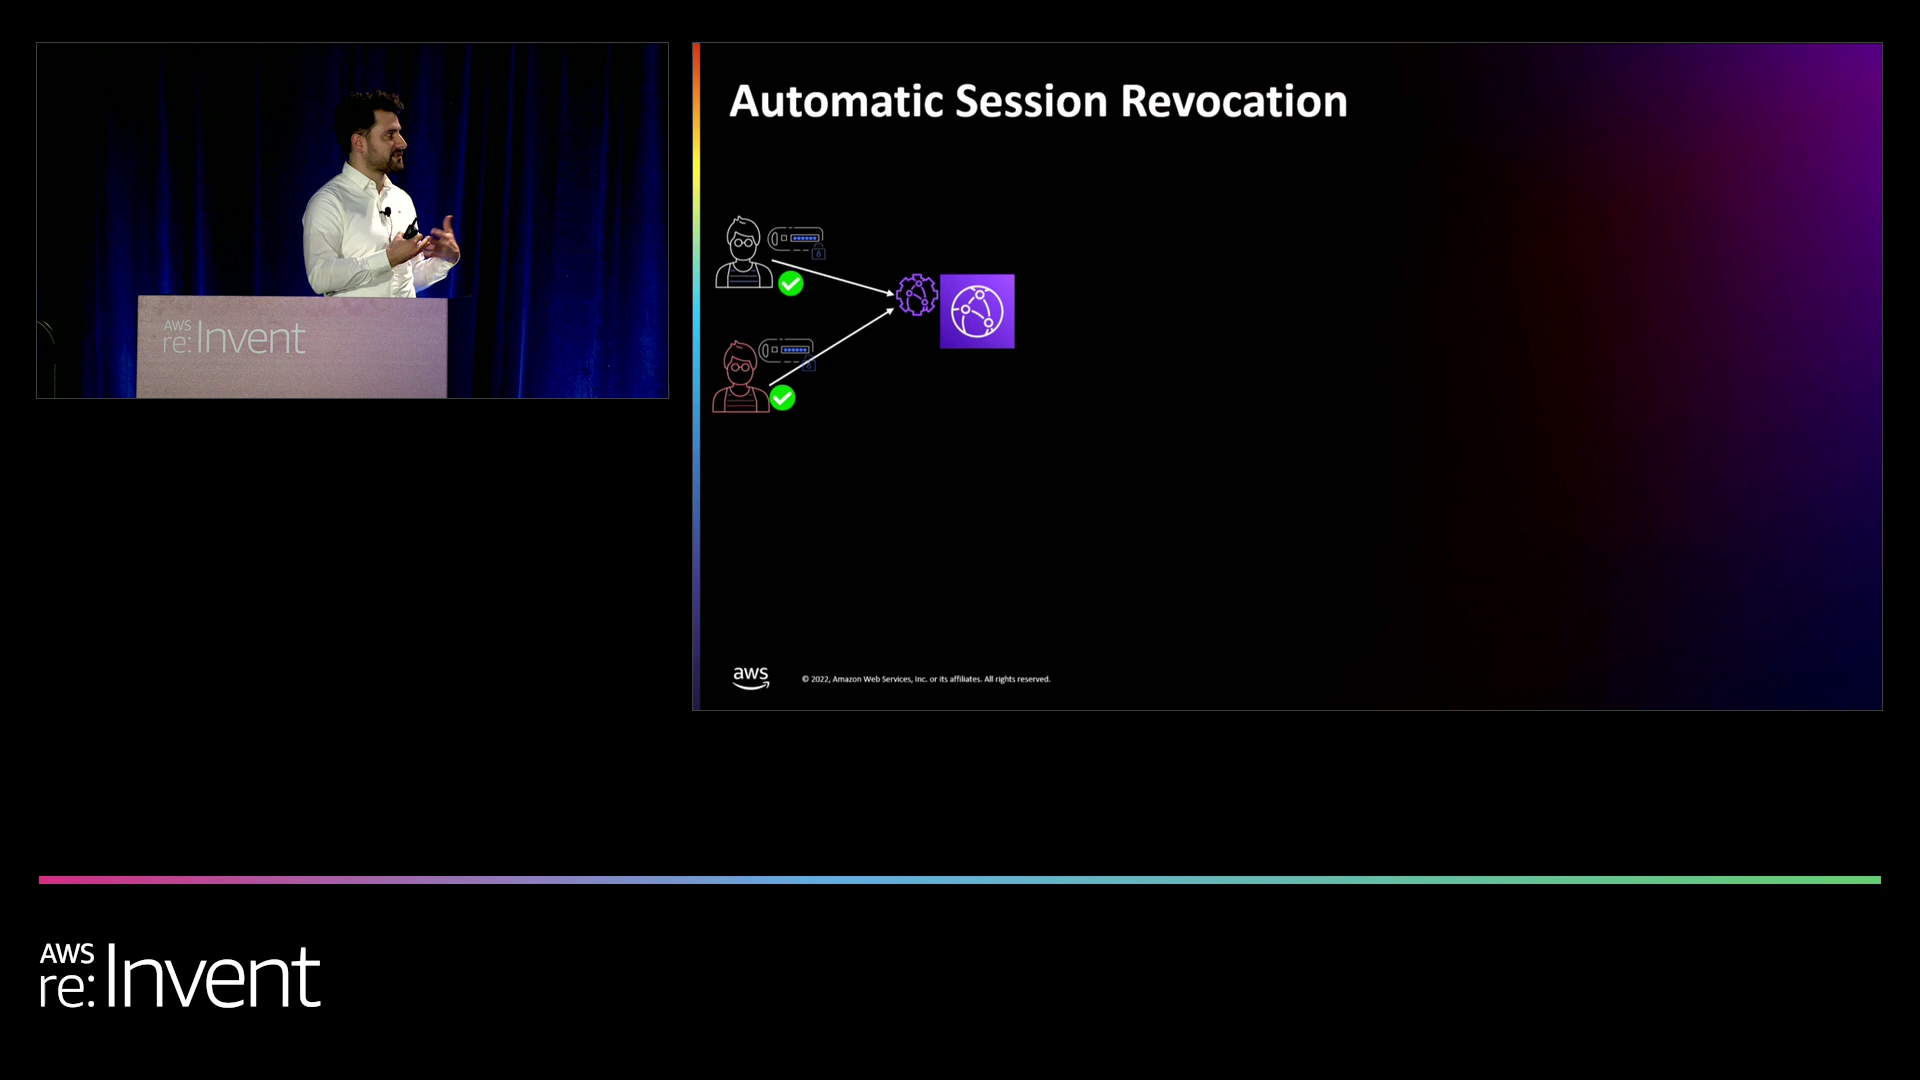 AWS
re:Invent
Automatic Session Revocation
aws
© 2022, Amazon Web Services, Inc. or its affiliates. All rights reserved.
AWS
re:Invent